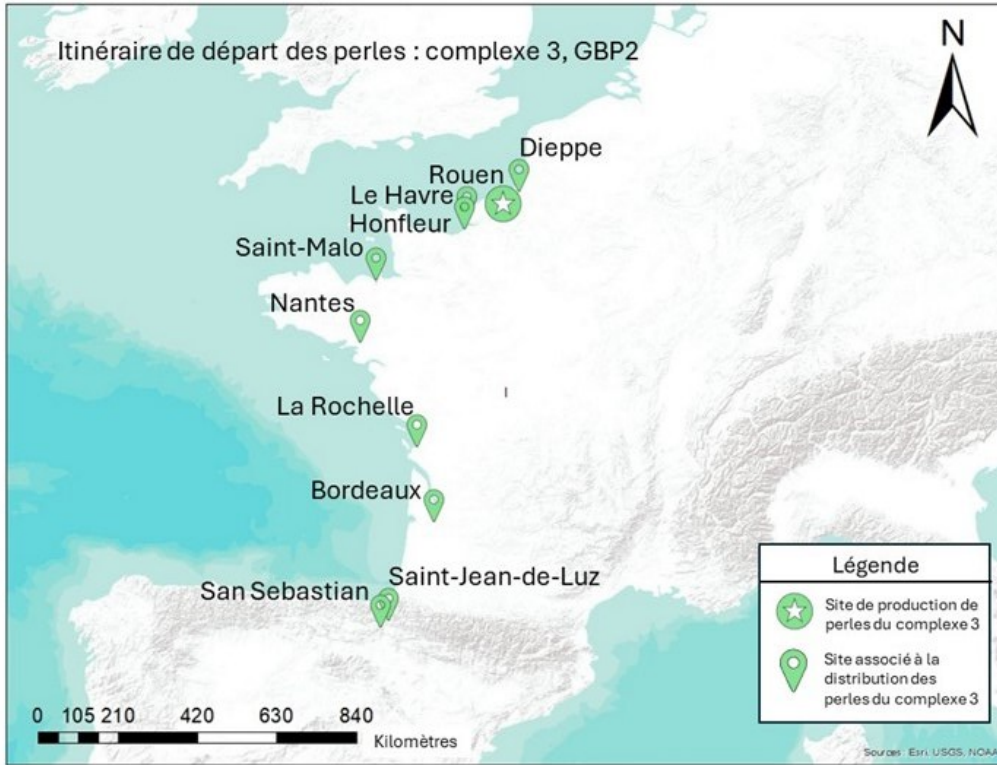 Itinéraire de départ des perles : complexe 3, GBP2
N
Dieppe
Rouen
Le Havre
Honfleur
Saint-Malo
Nantes
La Rochelle
Bordeaux
Saint-Jean-de-Luz
San Sebastian
Légende
Site de production de
perles du complexe 3
Site associé à la
distribution des
perles du complexe 3
0 105 210 420 630 840
Kilomètres
Sources: Esri, USGS, NOAA